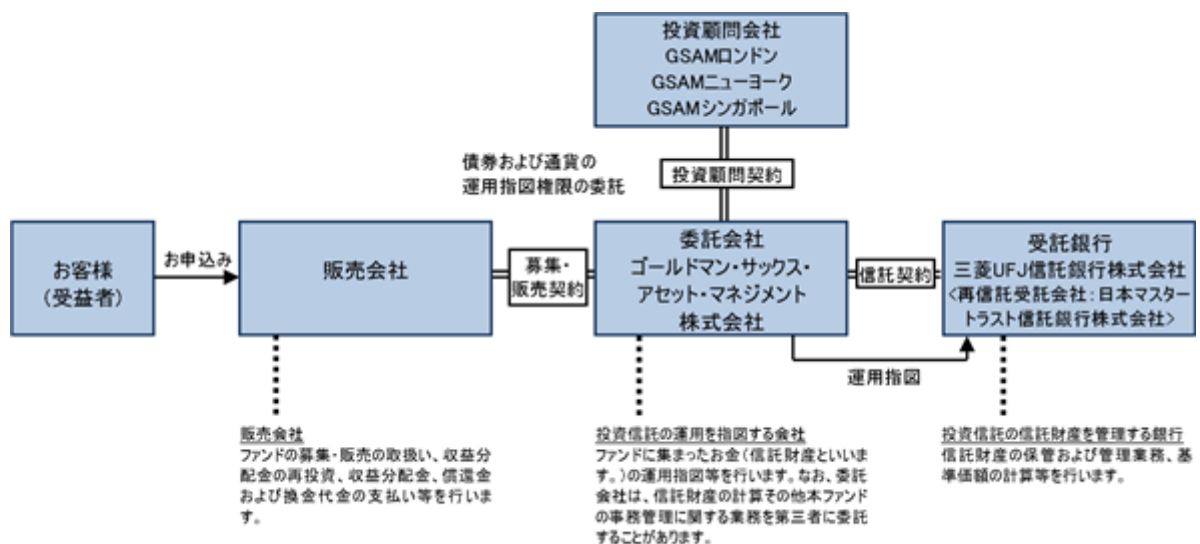 投資顧問会社
GSAMロンドン
GSAMニューヨーク
GSAMシンガポール
債券および通貨の
運用指図権限の委託
投資顧問契約
お客様
(受益者)
お申込み
販売会社
募集・
販売契約
委託会社
ゴールドマン・サックス・
アセット・マネジメント
株式会社
信託契約
受託銀行
三菱UFJ信託銀行株式会社
<再信託受託会社:日本マスター
トラスト信託銀行株式会社>
運用指図
販売会社
ファンドの募集・販売の取扱い、収益分
配金の再投資、収益分配金、償還金
および換金代金の支払い等を行いま
す。
投資信託の運用を指図する会社
ファンドに集まったお金(信託財産といいま
す。)の運用指図等を行います。なお、委託
会社は、信託財産の計算その他本ファンド
の事務管理に関する業務を第三者に委託
することがあります。
投資信託の信託財産を管理する銀行
信託財産の保管および管理業務、基
準価額の計算等を行います。